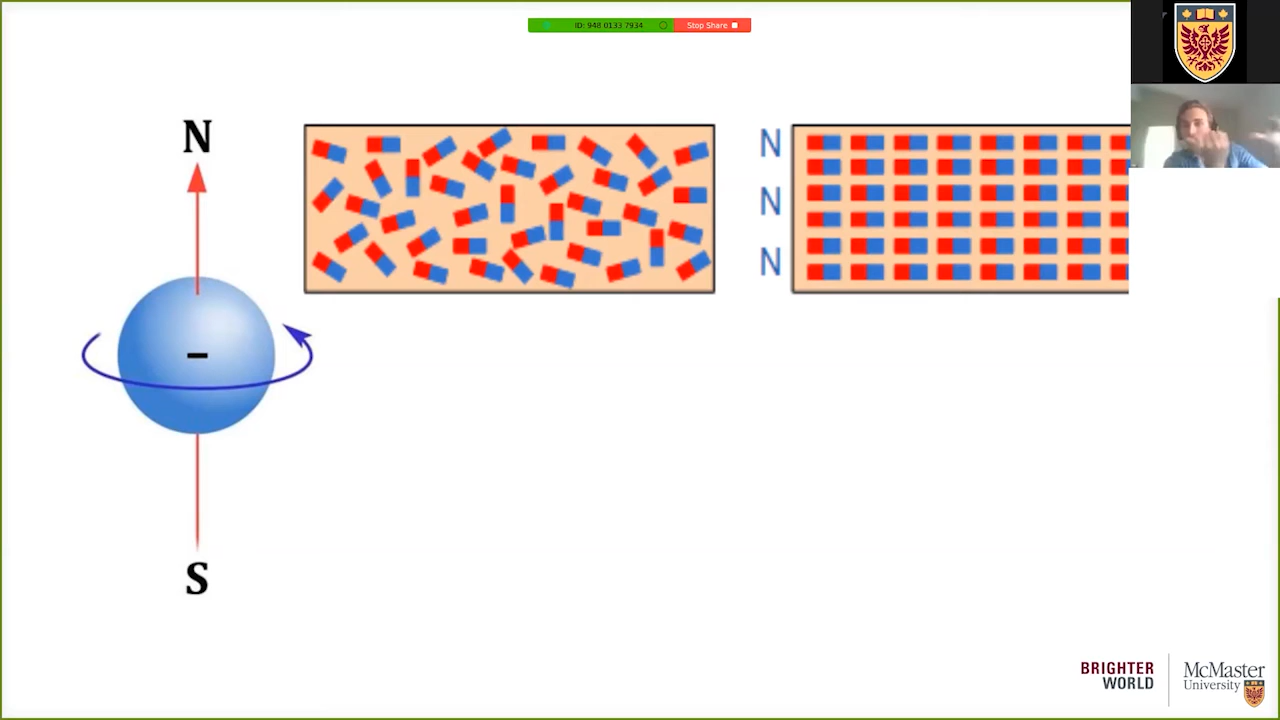 ID: 948 0133 7934 Stop Share
N
N
N
N
−
S
BRIGHTER
WORLD
McMaster
University